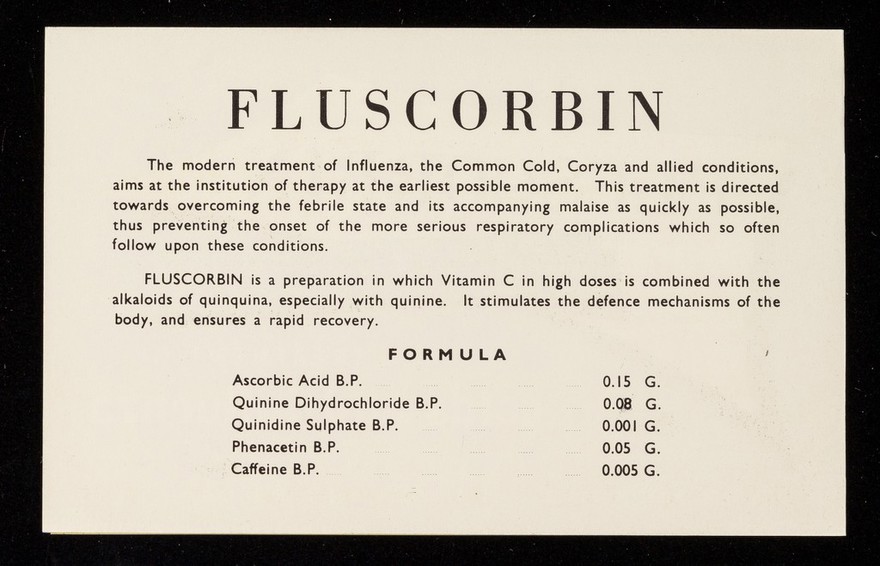 FLUSCORBIN
The modern treatment of Influenza, the Common Cold, Coryza and allied conditions,
aims at the institution of therapy at the earliest possible moment. This treatment is directed
towards overcoming the febrile state and its accompanying malaise as quickly as possible,
thus preventing the onset of the more serious respiratory complications which so often
follow upon these conditions.
FLUSCORBIN is a preparation in which Vitamin C in high doses is combined with the
alkaloids of quinquina, especially with quinine. It stimulates the defence mechanisms of the
body, and ensures a rapid recovery.
FORMULA
Ascorbic Acid B.P. 0.15 G.
Quinine Dihydrochloride B.P. 0.08 G.
Quinidine Sulphate B.P. 0.001 G.
Phenacetin B.P. 0.05 G.
Caffeine B.P. 0.005 G.